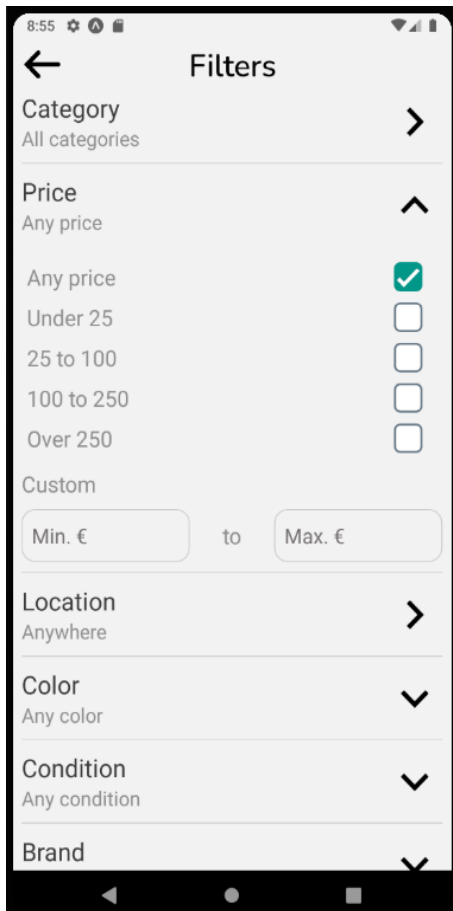 8:55
Filters
Category
All categories
Price
Any price
Any price
Under 25
25 to 100
100 to 250
Over 250
Custom
Min. € to Max. €
Location
Anywhere
Color
Any color
Condition
Any condition
Brand